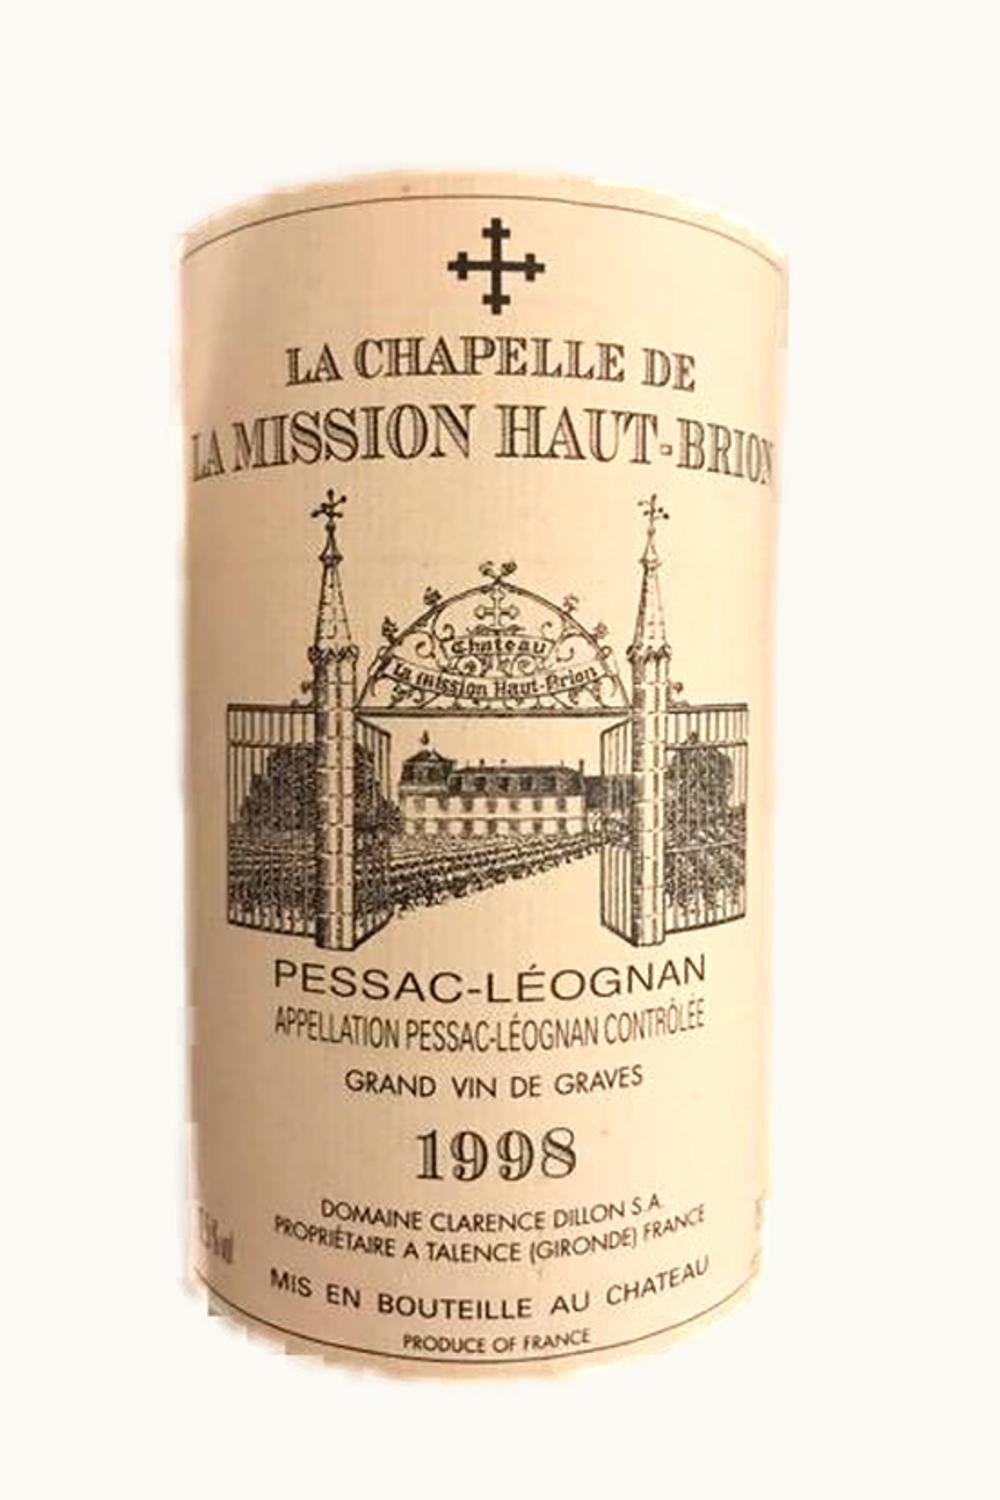 LA CHAPELLE DE
LA MISSION HAUT-BRION
Chateau
La Mission Haut-Brion
PESSAC-LÉOGNAN
APPELLATION PESSAC-LÉOGNAN CONTRÔLÉE
GRAND VIN DE GRAVES
1998
DOMAINE CLARENCE DILLON S.A.
PROPRIÉTAIRE A TALENCE (GIRONDE) FRANCE
MIS EN BOUTEILLE AU CHATEAU
PRODUCE OF FRANCE